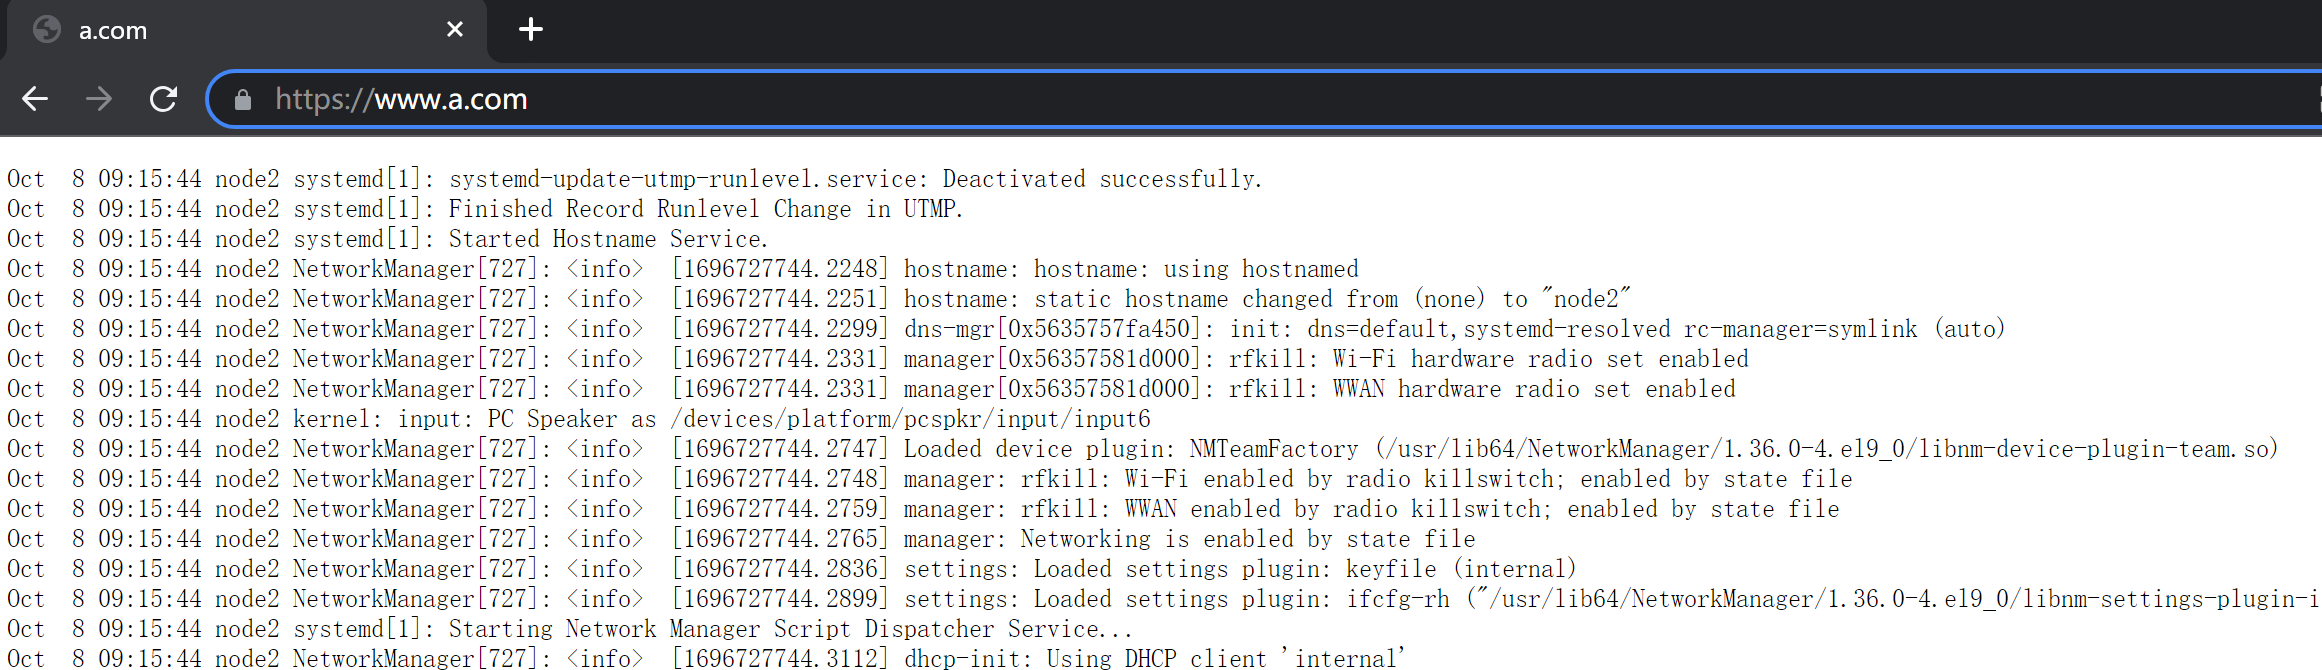 a.com
https://www.a.com
Oct  8 09:15:44 node2 systemd[1]: systemd-update-utmp-runlevel.service: Deactivated successfully.
Oct  8 09:15:44 node2 systemd[1]: Finished Record Runlevel Change in UTMP.
Oct  8 09:15:44 node2 systemd[1]: Started Hostname Service.
Oct  8 09:15:44 node2 NetworkManager[727]: <info>  [1696727744.2248] hostname: hostname: using hostnamed
Oct  8 09:15:44 node2 NetworkManager[727]: <info>  [1696727744.2251] hostname: static hostname changed from (none) to "node2"
Oct  8 09:15:44 node2 NetworkManager[727]: <info>  [1696727744.2299] dns-mgr[0x5635757fa450]: init: dns=default,systemd-resolved rc-manager=symlink (auto)
Oct  8 09:15:44 node2 NetworkManager[727]: <info>  [1696727744.2331] manager[0x56357581d000]: rfkill: Wi-Fi hardware radio set enabled
Oct  8 09:15:44 node2 NetworkManager[727]: <info>  [1696727744.2331] manager[0x56357581d000]: rfkill: WWAN hardware radio set enabled
Oct  8 09:15:44 node2 kernel: input: PC Speaker as /devices/platform/pcspkr/input/input6
Oct  8 09:15:44 node2 NetworkManager[727]: <info>  [1696727744.2747] Loaded device plugin: NMTeamFactory (/usr/lib64/NetworkManager/1.36.0-4.el9_0/libnm-device-plugin-team.so)
Oct  8 09:15:44 node2 NetworkManager[727]: <info>  [1696727744.2748] manager: rfkill: Wi-Fi enabled by radio killswitch; enabled by state file
Oct  8 09:15:44 node2 NetworkManager[727]: <info>  [1696727744.2759] manager: rfkill: WWAN enabled by radio killswitch; enabled by state file
Oct  8 09:15:44 node2 NetworkManager[727]: <info>  [1696727744.2765] manager: Networking is enabled by state file
Oct  8 09:15:44 node2 NetworkManager[727]: <info>  [1696727744.2836] settings: Loaded settings plugin: keyfile (internal)
Oct  8 09:15:44 node2 NetworkManager[727]: <info>  [1696727744.2899] settings: Loaded settings plugin: ifcfg-rh ("/usr/lib64/NetworkManager/1.36.0-4.el9_0/libnm-settings-plugin-i
Oct  8 09:15:44 node2 systemd[1]: Starting Network Manager Script Dispatcher Service...
Oct  8 09:15:44 node2 NetworkManager[727]: <info>  [1696727744.3112] dhcp-init: Using DHCP client 'internal'